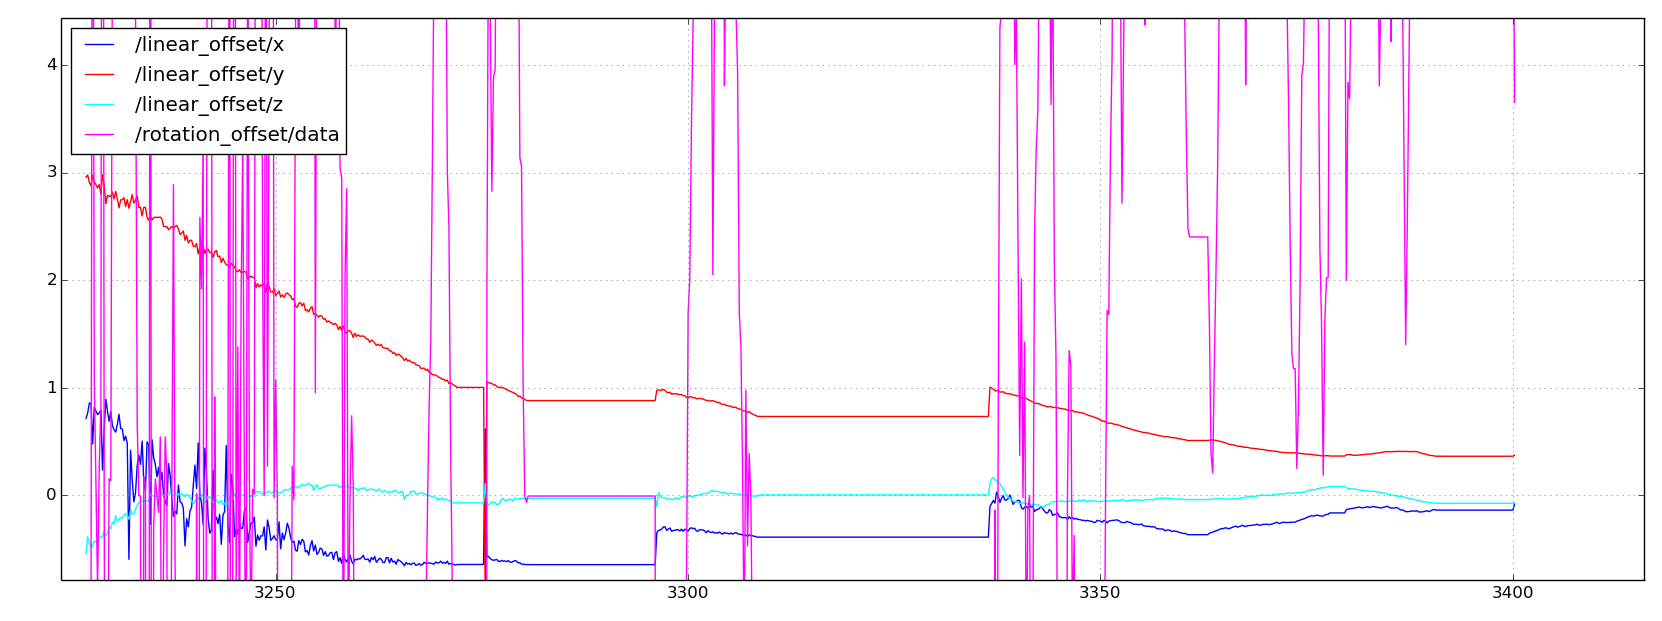 /linear_offset/x
/linear_offset/y
/linear_offset/z
/rotation_offset/data
4
3
2
1
0
3250 3300 3350 3400